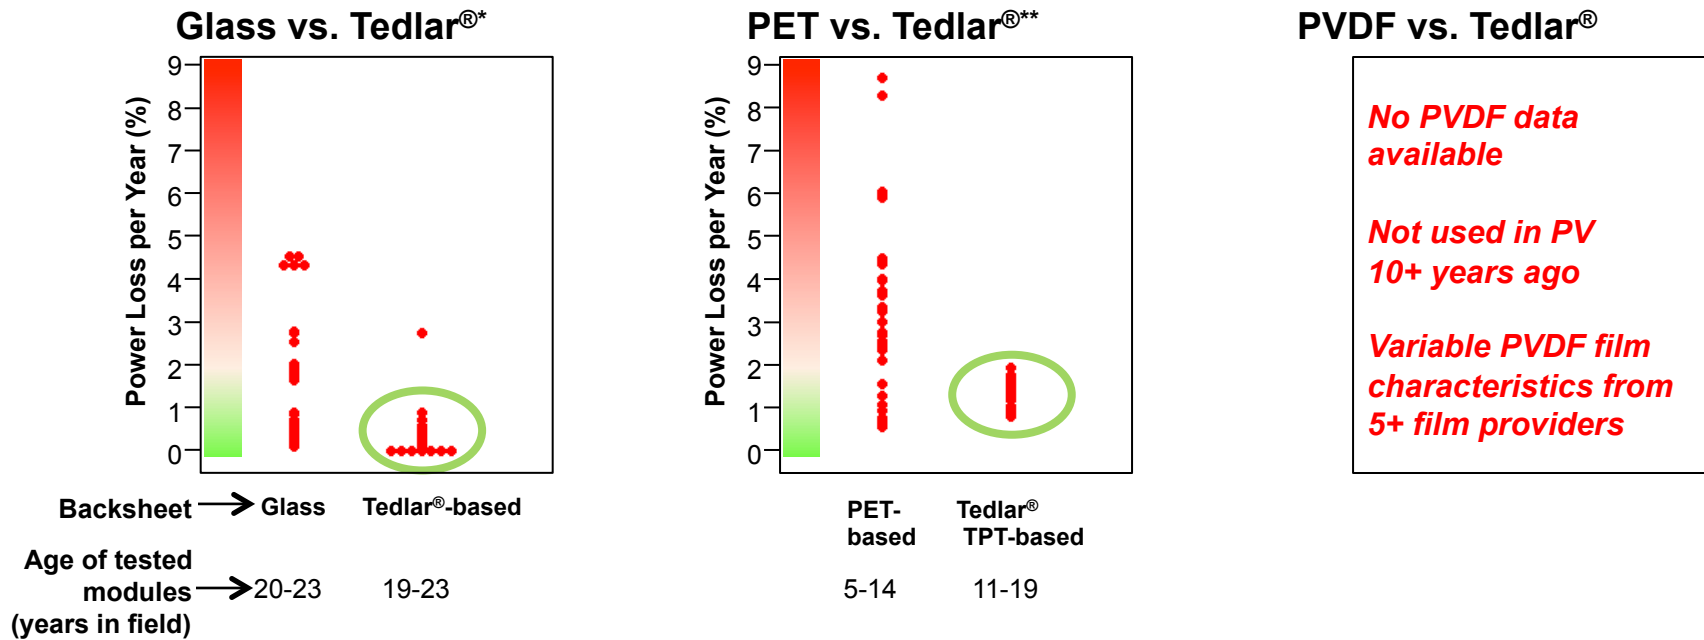 Glass vs. Tedlar®*
Power Loss per Year (%)
9
8
7
6
5
4
3
2
1
0
Backsheet
Glass
Tedlar®-based
Age of tested
modules
(years in field)
20-23
19-23
PET vs. Tedlar®**
Power Loss per Year (%)
9
8
7
6
5
4
3
2
1
0
PET-
based
Tedlar®
TPT-based
5-14
11-19
PVDF vs. Tedlar®
No PVDF data
available
Not used in PV
10+ years ago
Variable PVDF film
characteristics from
5+ film providers